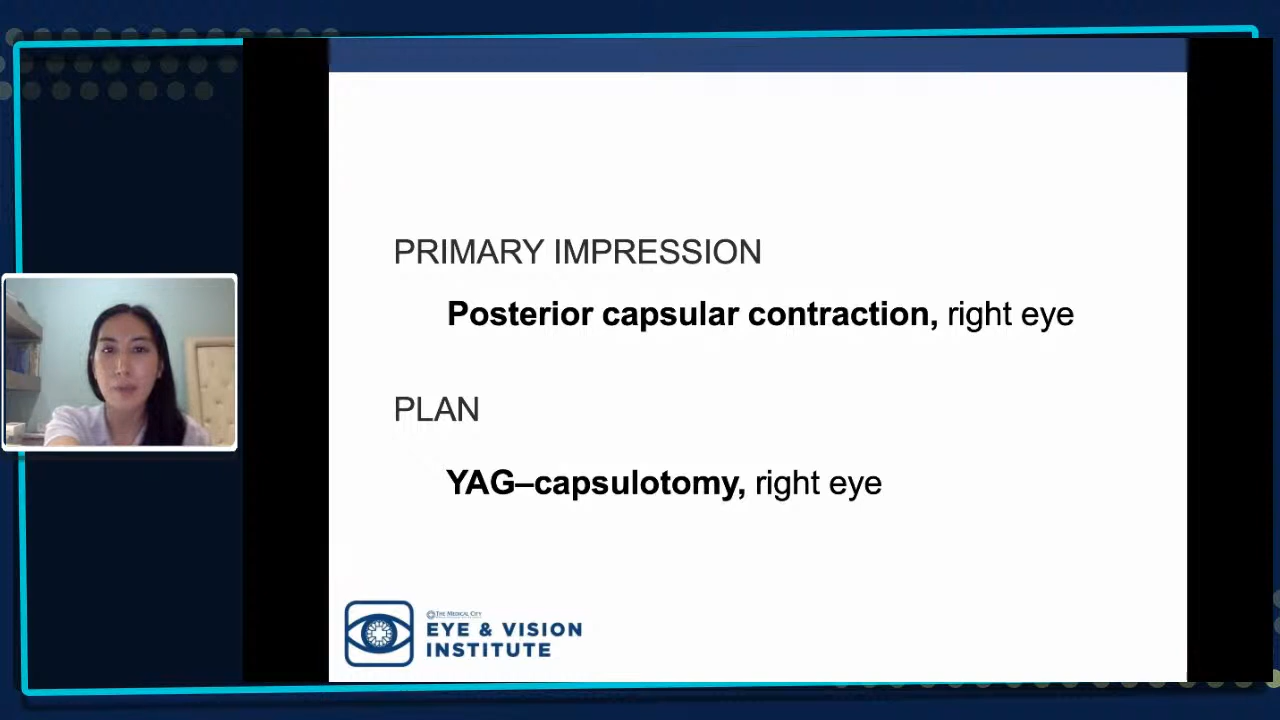 PRIMARY IMPRESSION
Posterior capsular contraction, right eye
PLAN
YAG–capsulotomy, right eye
THE MEDICAL CITY
EYE & VISION
INSTITUTE